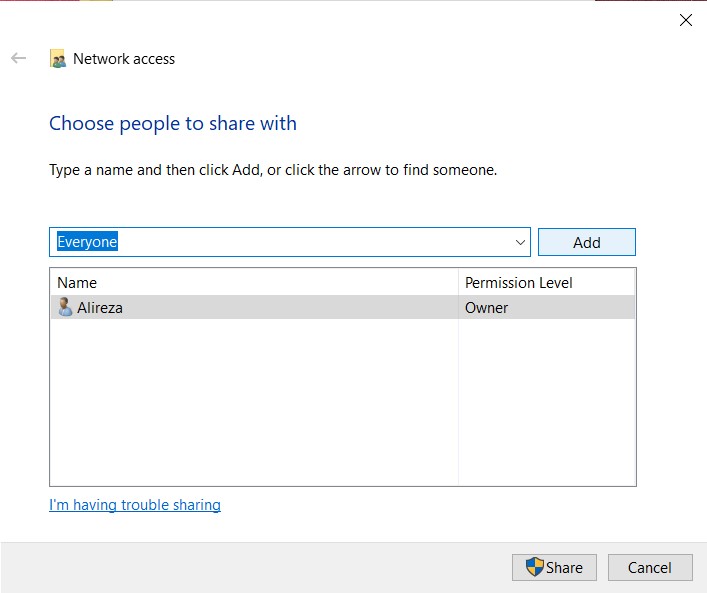 Network access
Choose people to share with
Type a name and then click Add, or click the arrow to find someone.
Everyone
Add
Name Permission Level
Alireza Owner
I'm having trouble sharing
Share Cancel